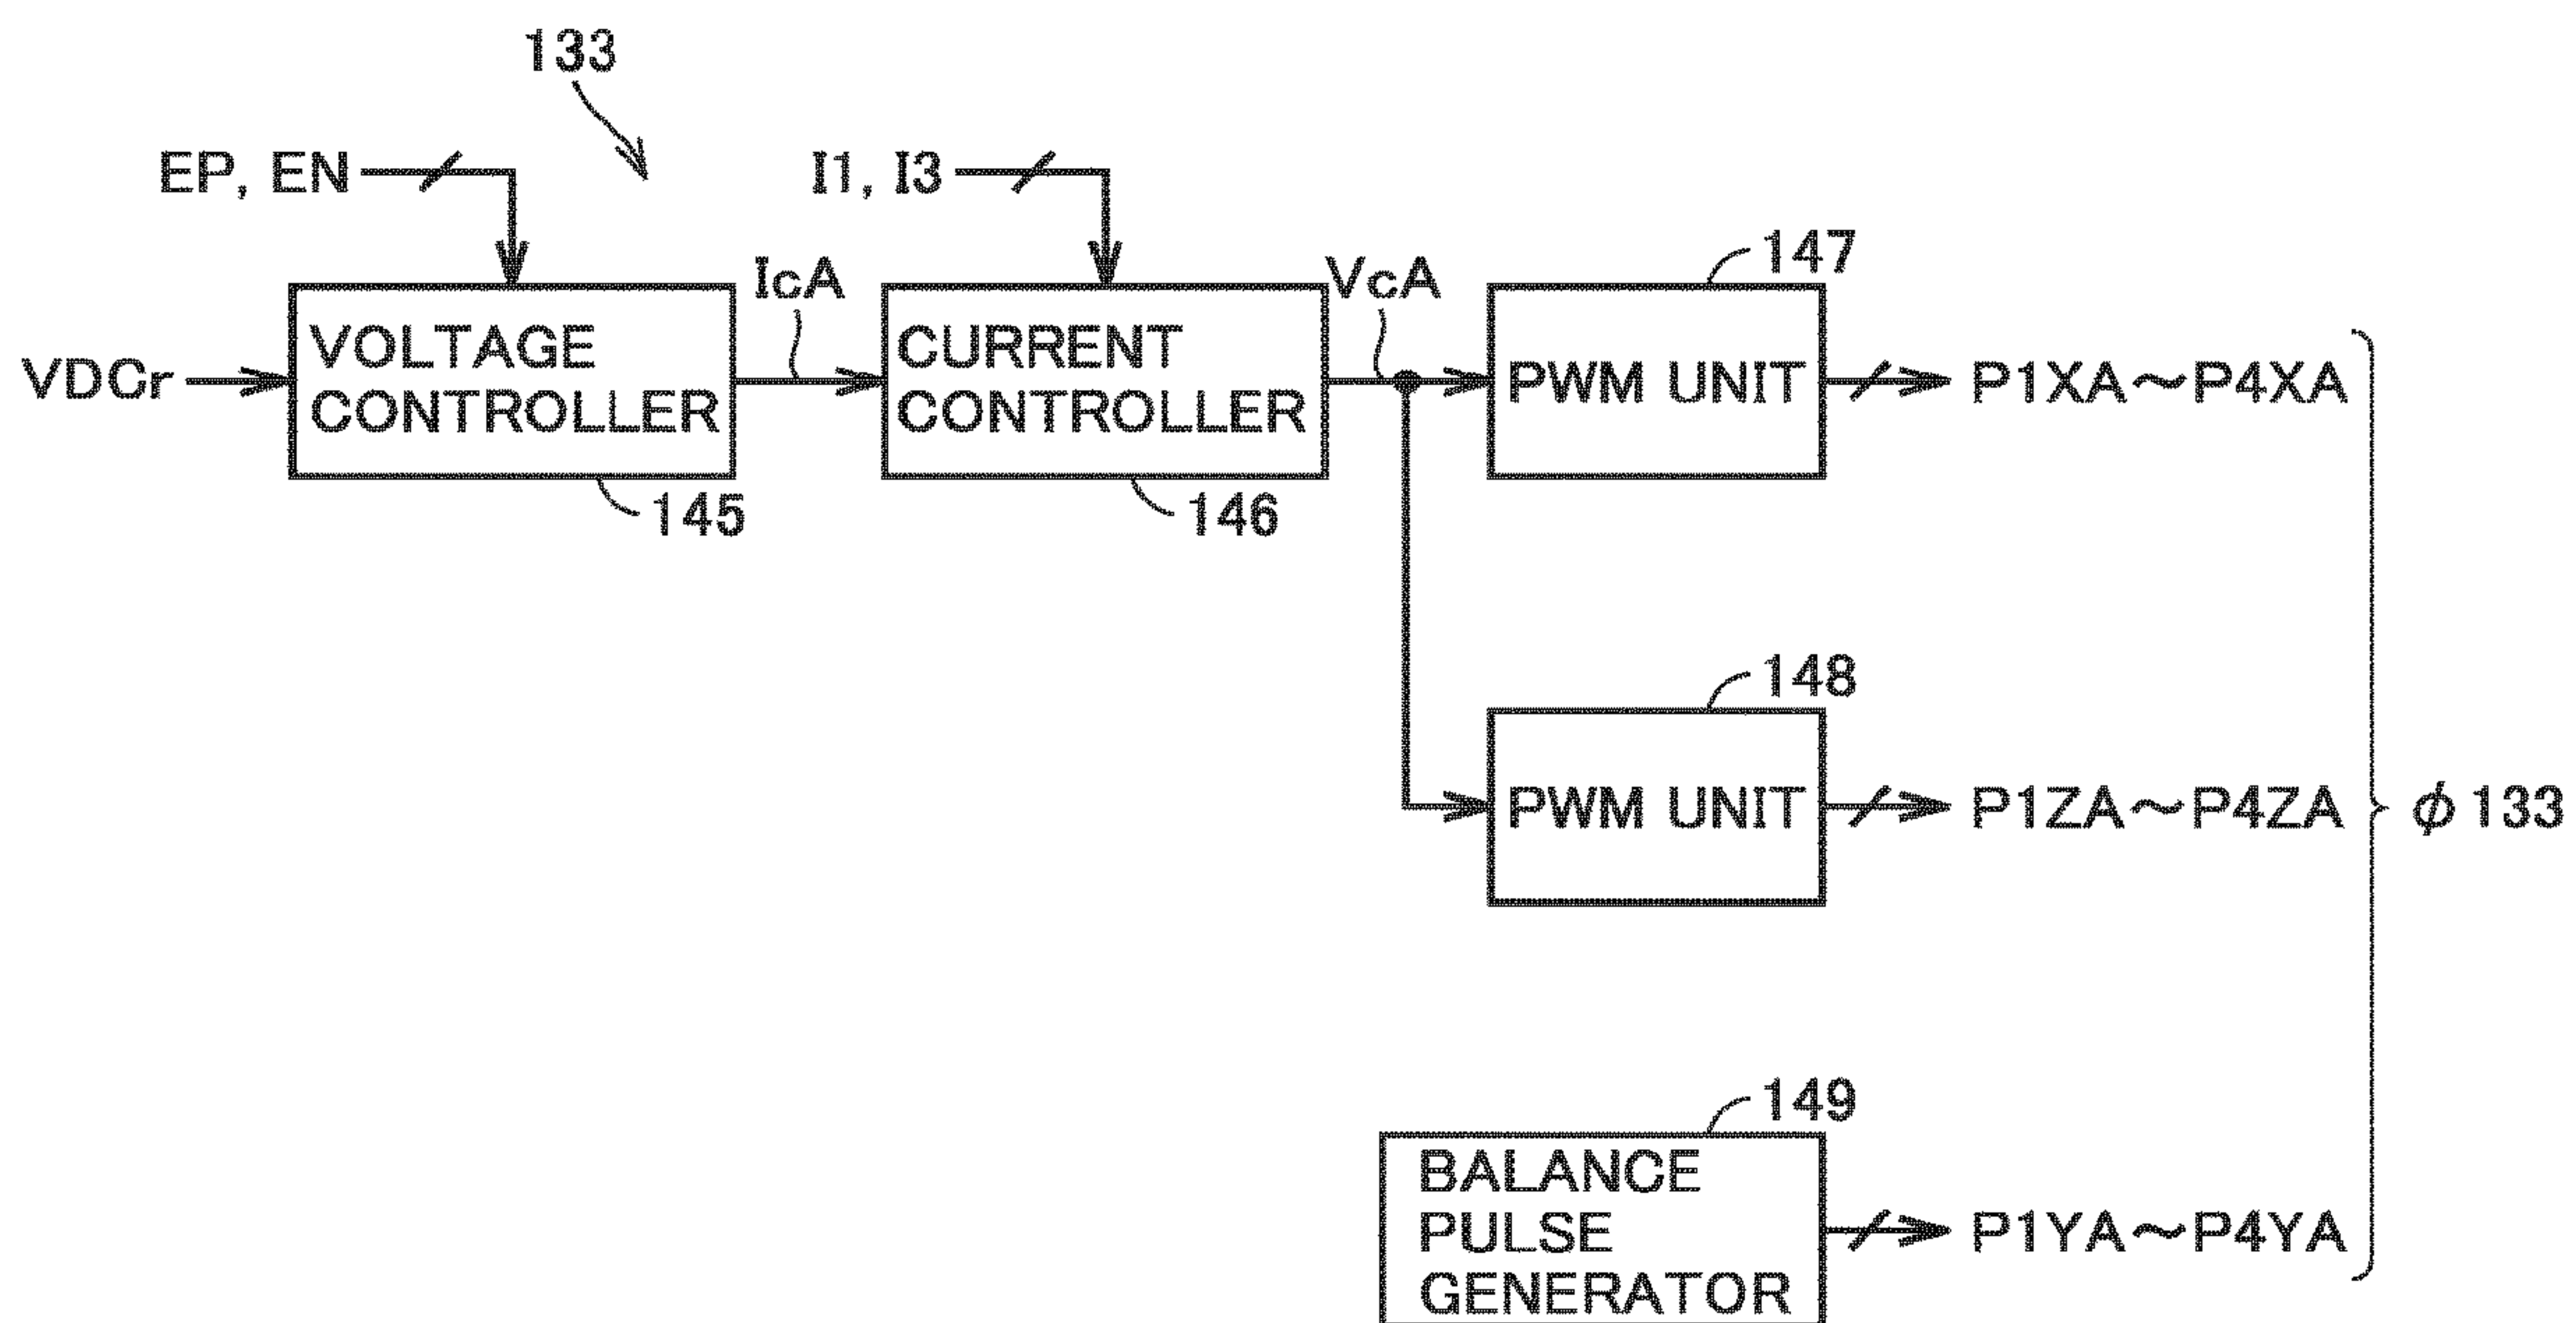 133
EP, EN
I1, I3
147
IcA
VcA
VDCr
VOLTAGE
CONTROLLER
CURRENT
CONTROLLER
PWM UNIT
P1XA～P4XA
145
146
148
PWM UNIT
P1ZA～P4ZA
ϕ133
149
BALANCE
PULSE
GENERATOR
P1YA～P4YA